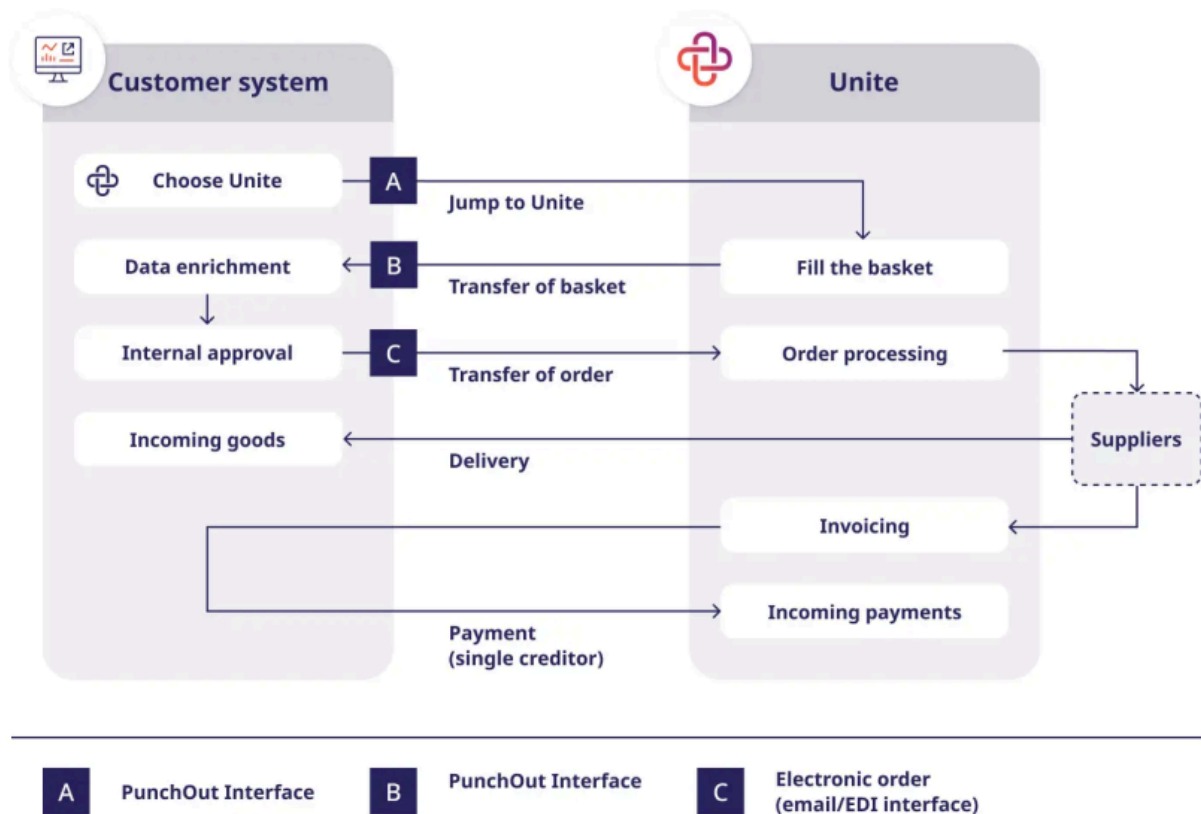 Customer system
Unite
Choose Unite
A
Jump to Unite
Data enrichment
B
Fill the basket
Transfer of basket
Internal approval
C
Order processing
Transfer of order
Incoming goods
Suppliers
Delivery
Invoicing
Incoming payments
Payment
(single creditor)
A
PunchOut Interface
B
PunchOut Interface
C
Electronic order
(email/EDI interface)